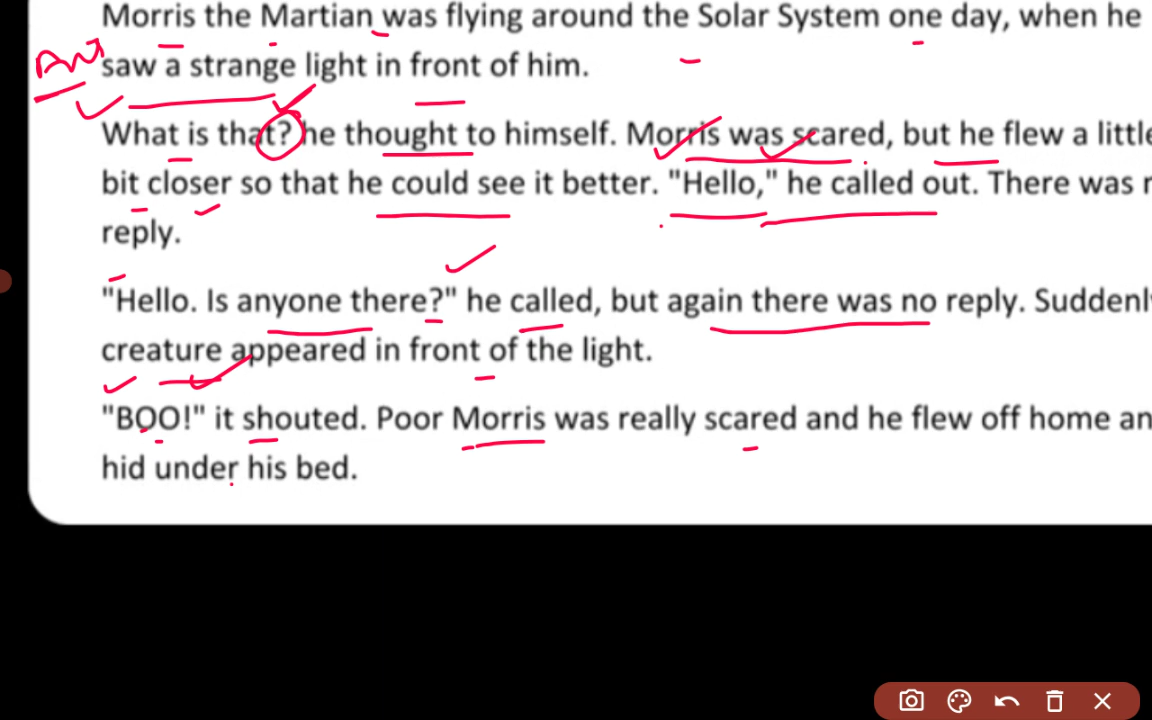 Morris the Martian was flying around the Solar System one day, when he
Ans saw a strange light in front of him.
What is that? he thought to himself. Morris was scared, but he flew a little
bit closer so that he could see it better. "Hello," he called out. There was
reply.
"Hello. Is anyone there?" he called, but again there was no reply. Suddenly
creature appeared in front of the light.
"BOO!" it shouted. Poor Morris was really scared and he flew off home an
hid under his bed.